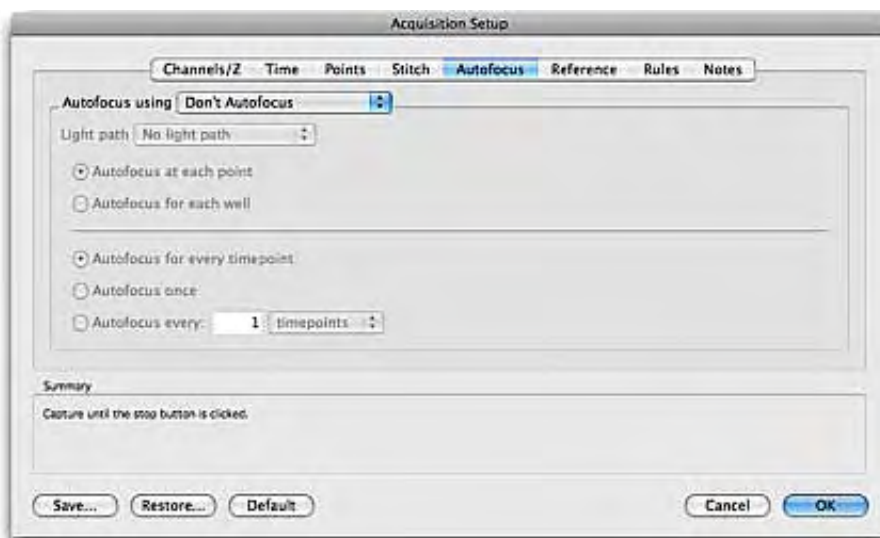 Acquisition Setup
Channels/Z Time Points Stitch Autofocus Reference Rules Notes
Autofocus using Don't Autofocus
Light path No light path
Autofocus at each point
Autofocus for each well
Autofocus for every timepoint
Autofocus once
Autofocus every: 1 timepoints
Summary
Capture until the stop button is clicked.
Save... Restore... Default Cancel OK